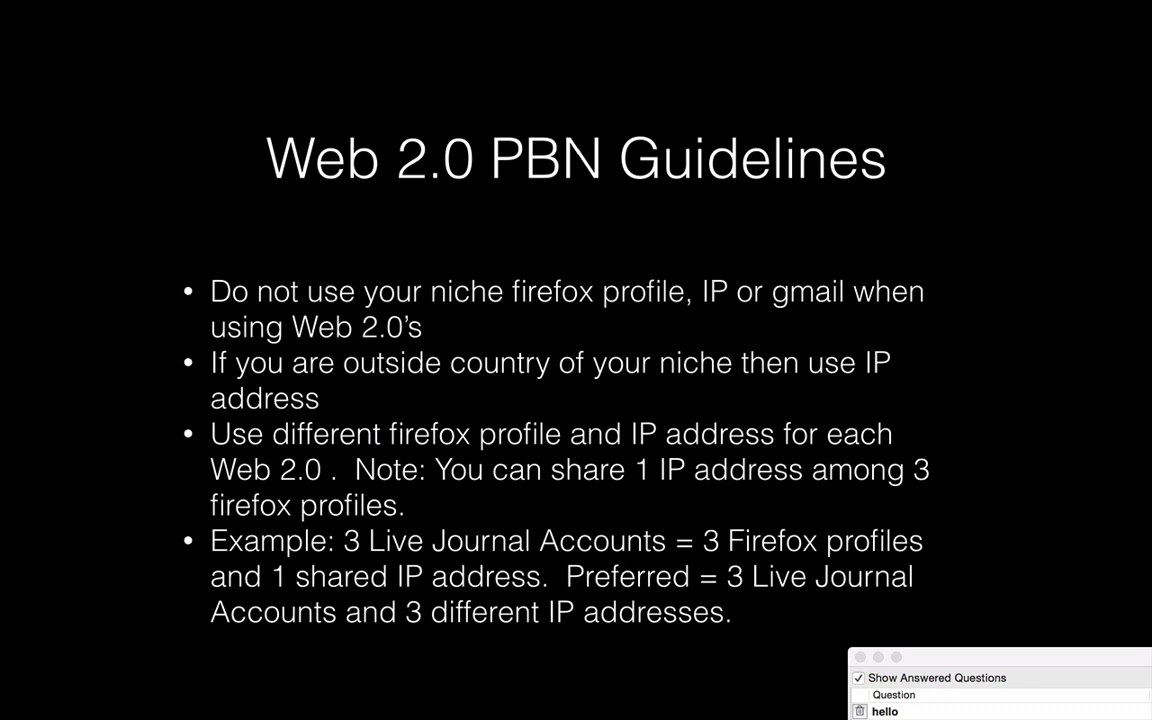 Web 2.0 PBN Guidelines
• Do not use your niche firefox profile, IP or gmail when
using Web 2.0's
• If you are outside country of your niche then use IP
address
• Use different firefox profile and IP address for each
Web 2.0 .  Note: You can share 1 IP address among 3
firefox profiles.
• Example: 3 Live Journal Accounts = 3 Firefox profiles
and 1 shared IP address.  Preferred = 3 Live Journal
Accounts and 3 different IP addresses.
Show Answered Questions
Question
hello